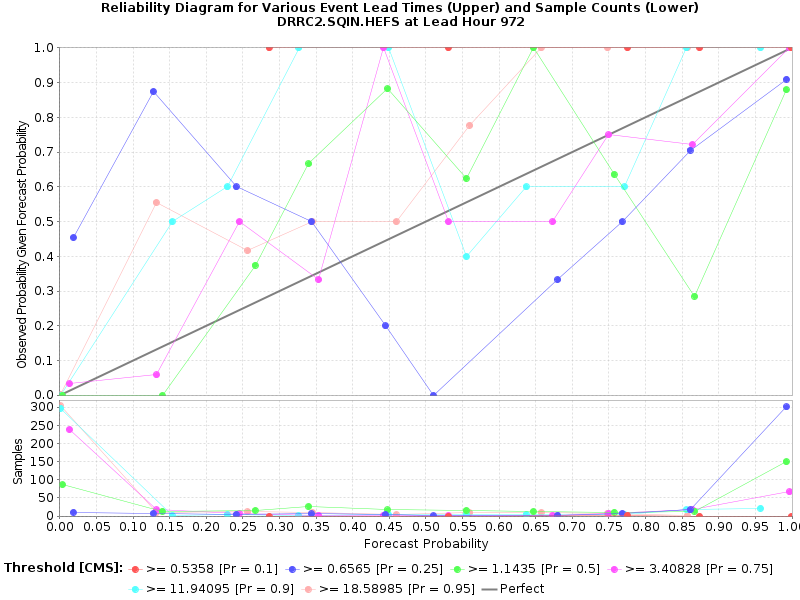 Reliability Diagram for Various Event Lead Times (Upper) and Sample Counts (Lower)
DRRC2.SQIN.HEFS at Lead Hour 972
Observed Probability Given Forecast Probability
1.0
0.9
0.8
0.7
0.6
0.5
0.4
0.3
0.2
0.1
0.0
Samples
300
250
200
150
100
50
0
0.00 0.05 0.10 0.15 0.20 0.25 0.30 0.35 0.40 0.45 0.50 0.55 0.60 0.65 0.70 0.75 0.80 0.85 0.90 0.95 1.0
Forecast Probability
Threshold [CMS]: >= 0.5358 [Pr = 0.1] >= 0.6565 [Pr = 0.25] >= 1.1435 [Pr = 0.5] >= 3.40828 [Pr = 0.75]
>= 11.94095 [Pr = 0.9] >= 18.58985 [Pr = 0.95] Perfect